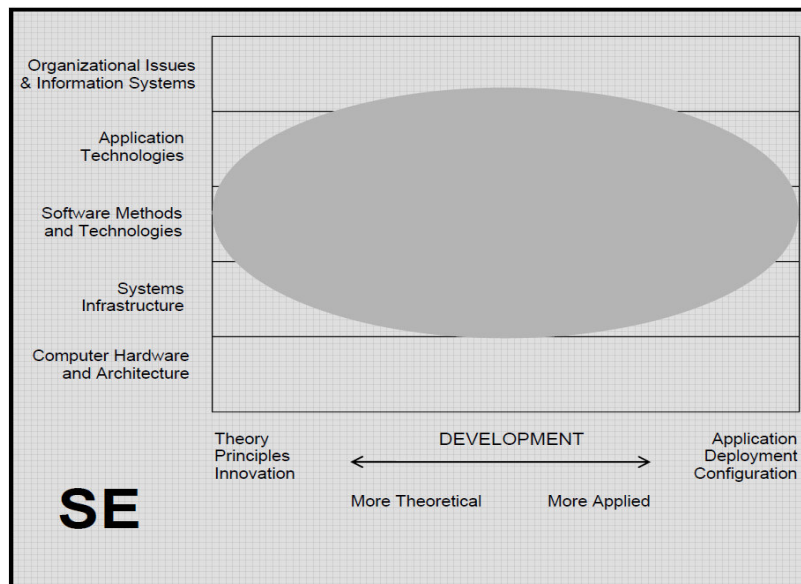 Organizational Issues
& Information Systems
Application
Technologies
Software Methods
and Technologies
Systems
Infrastructure
Computer Hardware
and Architecture
Theory
Principles
Innovation
DEVELOPMENT
Application
Deployment
Configuration
More Theoretical
More Applied
SE